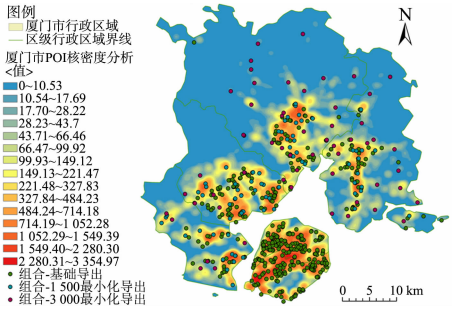 图例
厦门市行政区域
区级行政区域界线
厦门市POI核密度分析
<值>
0~10.53
10.54~17.69
17.70~28.22
28.23~43.7
43.71~66.46
66.47~99.92
99.93~149.12
149.13~221.47
221.48~327.83
327.84~484.23
484.24~714.18
714.19~1 052.28
1 052.29~1 549.39
1 549.40~2 280.30
2 280.31~3 354.97
组合-基础导出
组合-1 500最小化导出
组合-3 000最小化导出
N
0 5 10 km